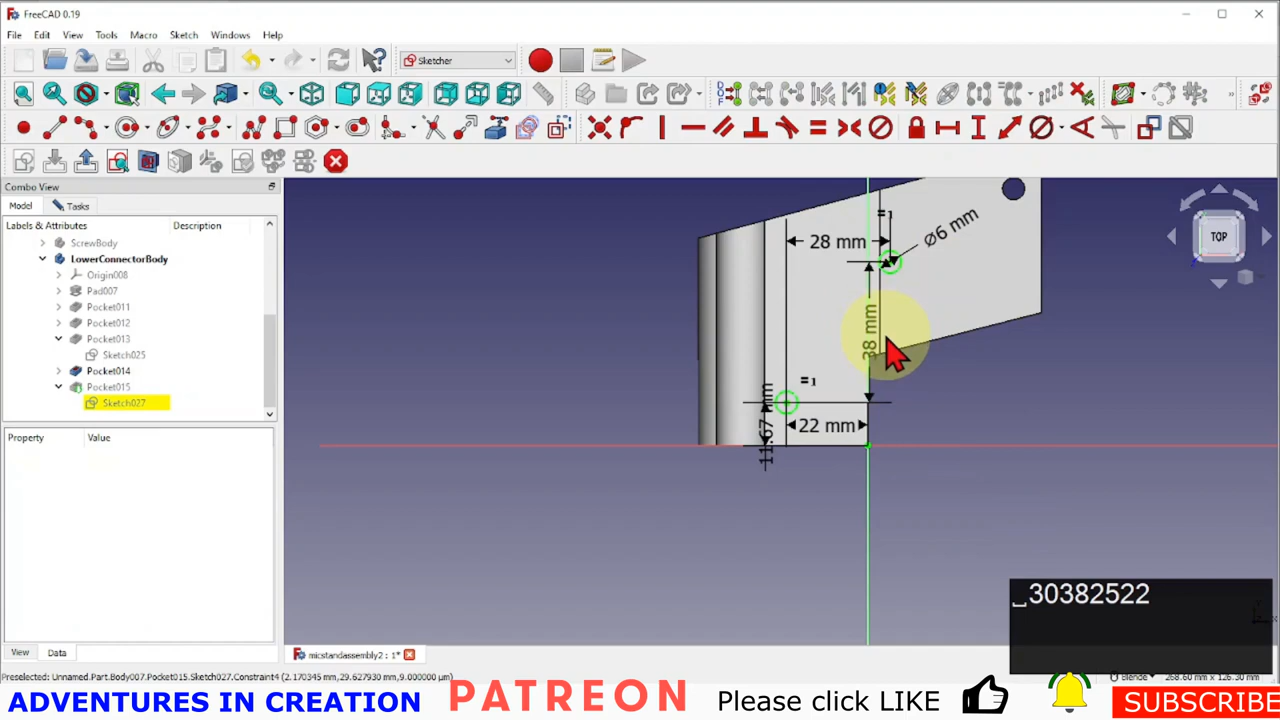 FreeCAD 0.19
File Edit View Tools Macro Sketch Windows Help
Sketcher
Combo View
Model Tasks
Labels & Attributes Description
ScrewBody
LowerConnectorBody
Origin008
Pad007
Pocket011
Pocket012
Pocket013
Sketch025
Pocket014
Pocket015
Sketch027
Property Value
View Data
=1
28 mm
⌀6 mm
38 mm
=1
11.67 mm
22 mm
TOP
␣30382522
micstandassembly2 : 1*
Preselected: Unnamed.Part.Body007.Pocket015.Sketch027.Constraint4 (2.170345 mm,29.627930 mm,9.000000 µm)
Blende
268.60 mm x 126.30 mm
ADVENTURES IN CREATION PATREON Please click LIKE SUBSCRIBE